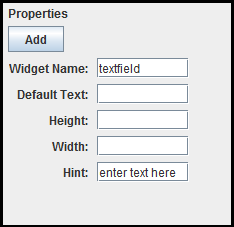 Properties
Add
Widget Name: textfield
Default Text:
Height:
Width:
Hint: enter text here